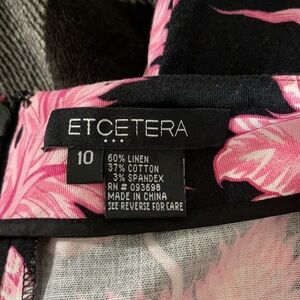 ETCETERA
10
60% LINEN
37% COTTON
3% SPANDEX
RN # 093698
MADE IN CHINA
SEE REVERSE FOR CARE